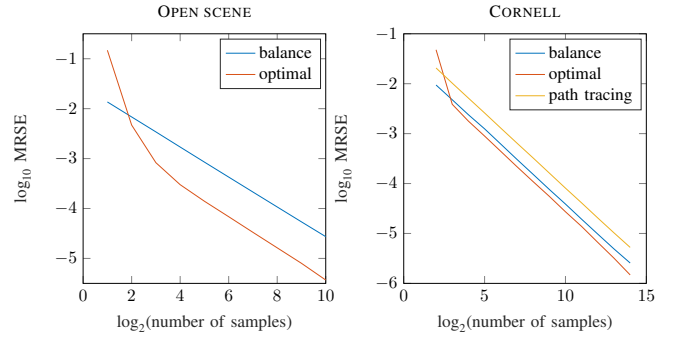 OPEN SCENE
balance
optimal
−1
−2
−3
−4
−5
log10 MRSE
0 2 4 6 8 10
log2(number of samples)
CORNELL
balance
optimal
path tracing
−1
−2
−3
−4
−5
−6
log10 MRSE
0 5 10 15
log2(number of samples)